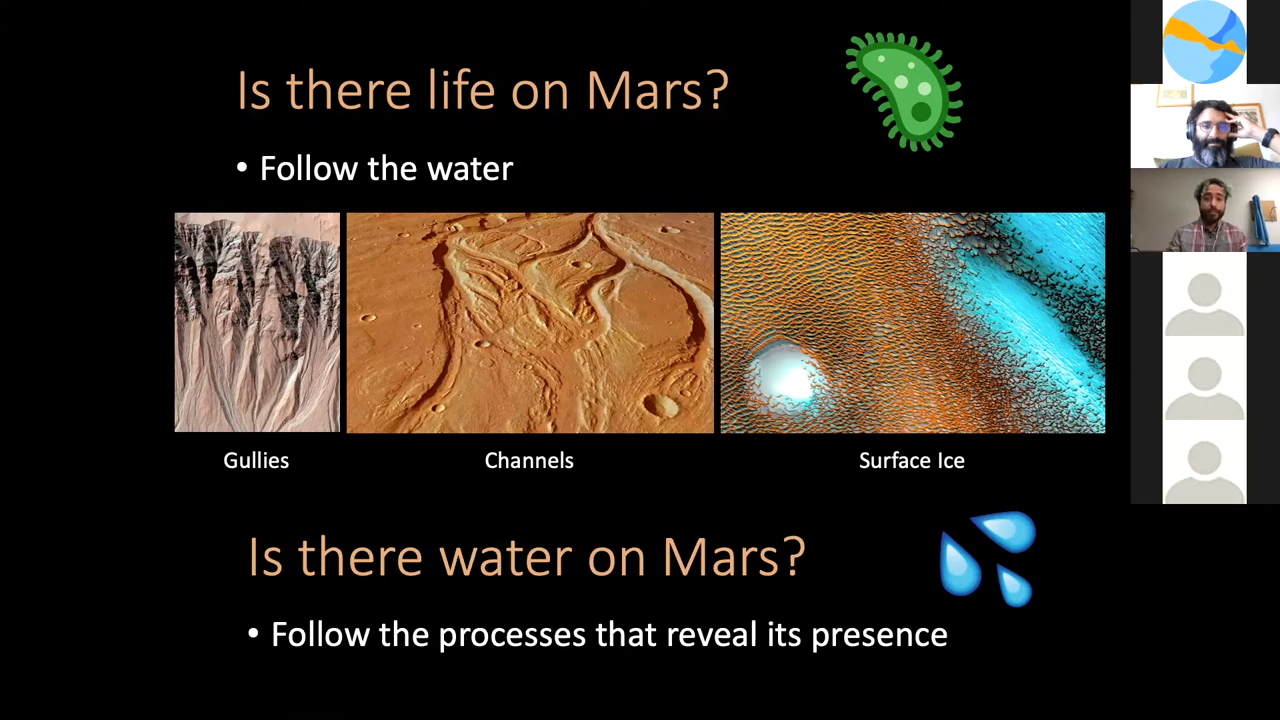 Is there life on Mars?
• Follow the water
Gullies
Channels
Surface Ice
Is there water on Mars?
• Follow the processes that reveal its presence